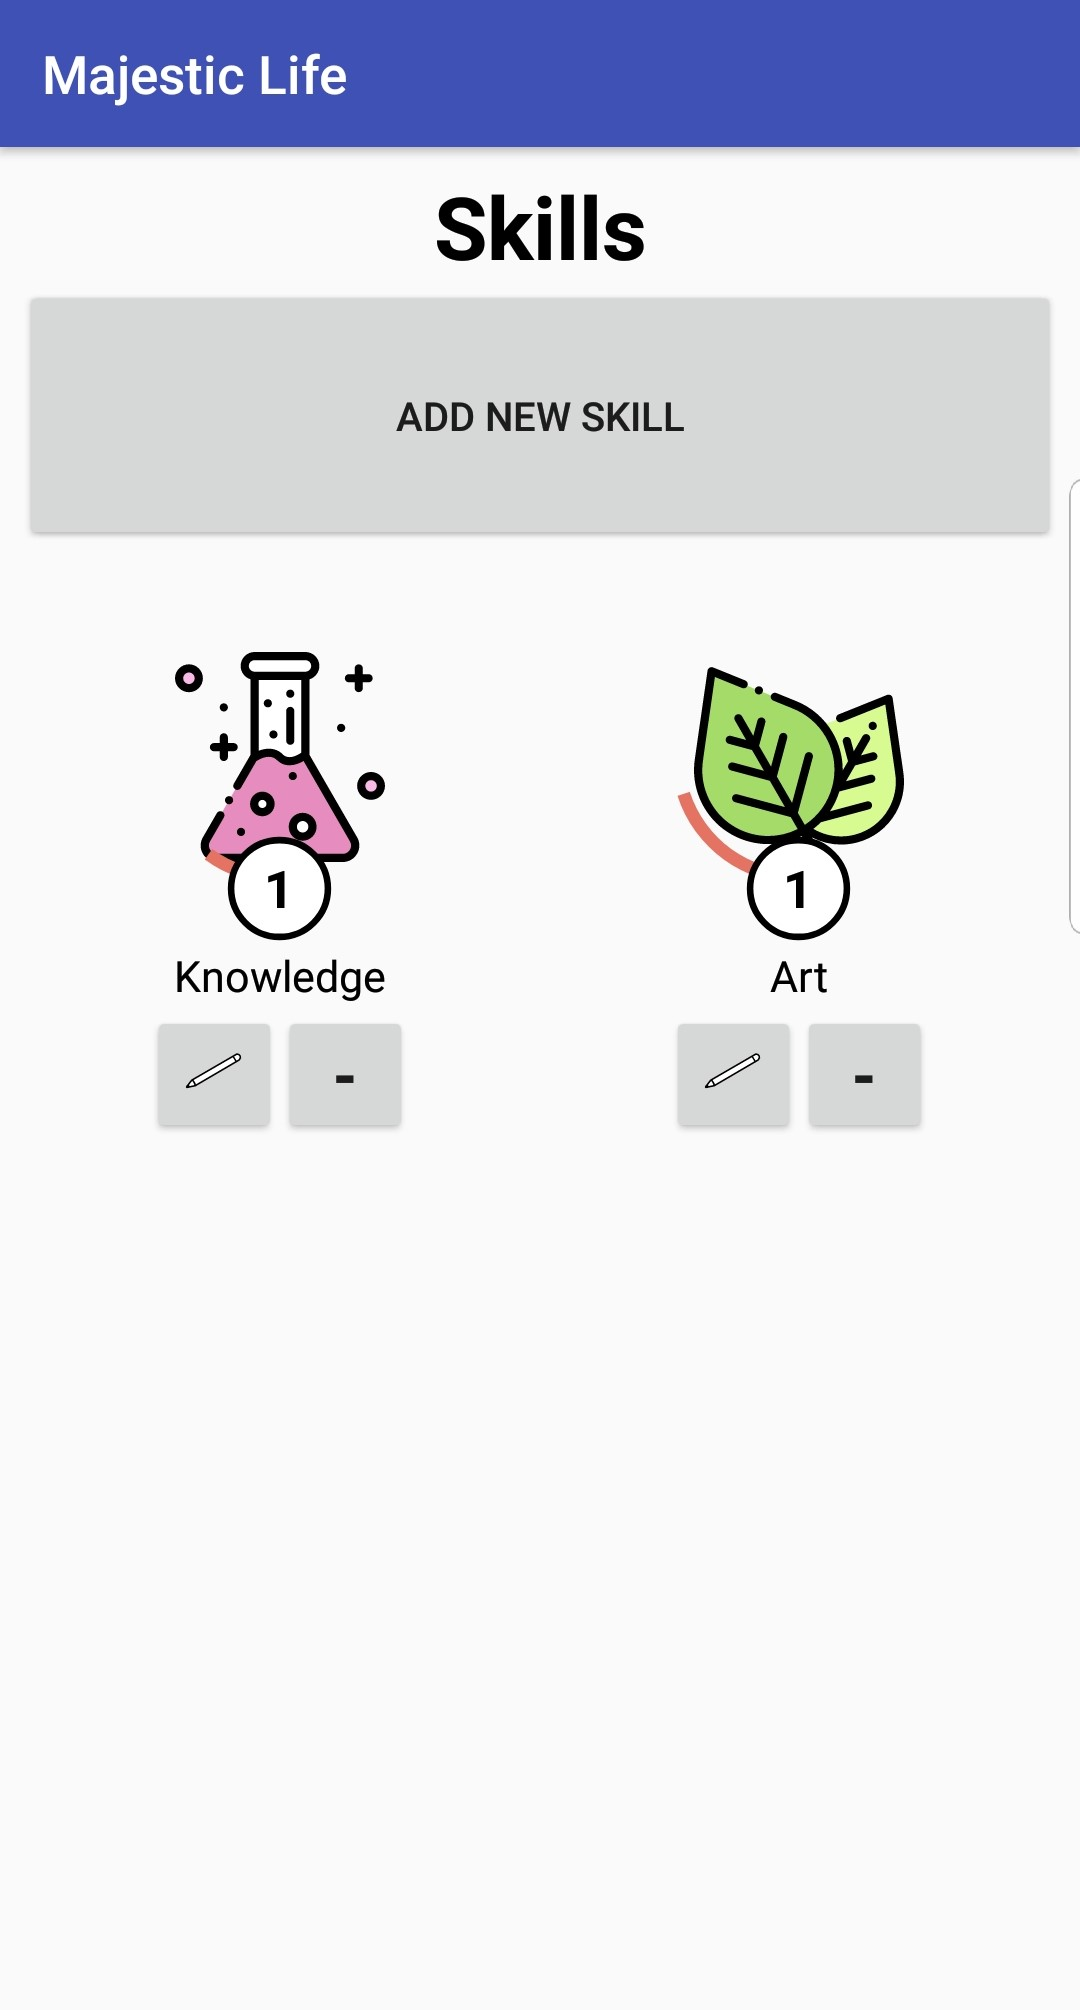 Majestic Life
Skills
ADD NEW SKILL
1
1
Knowledge
Art
-
-